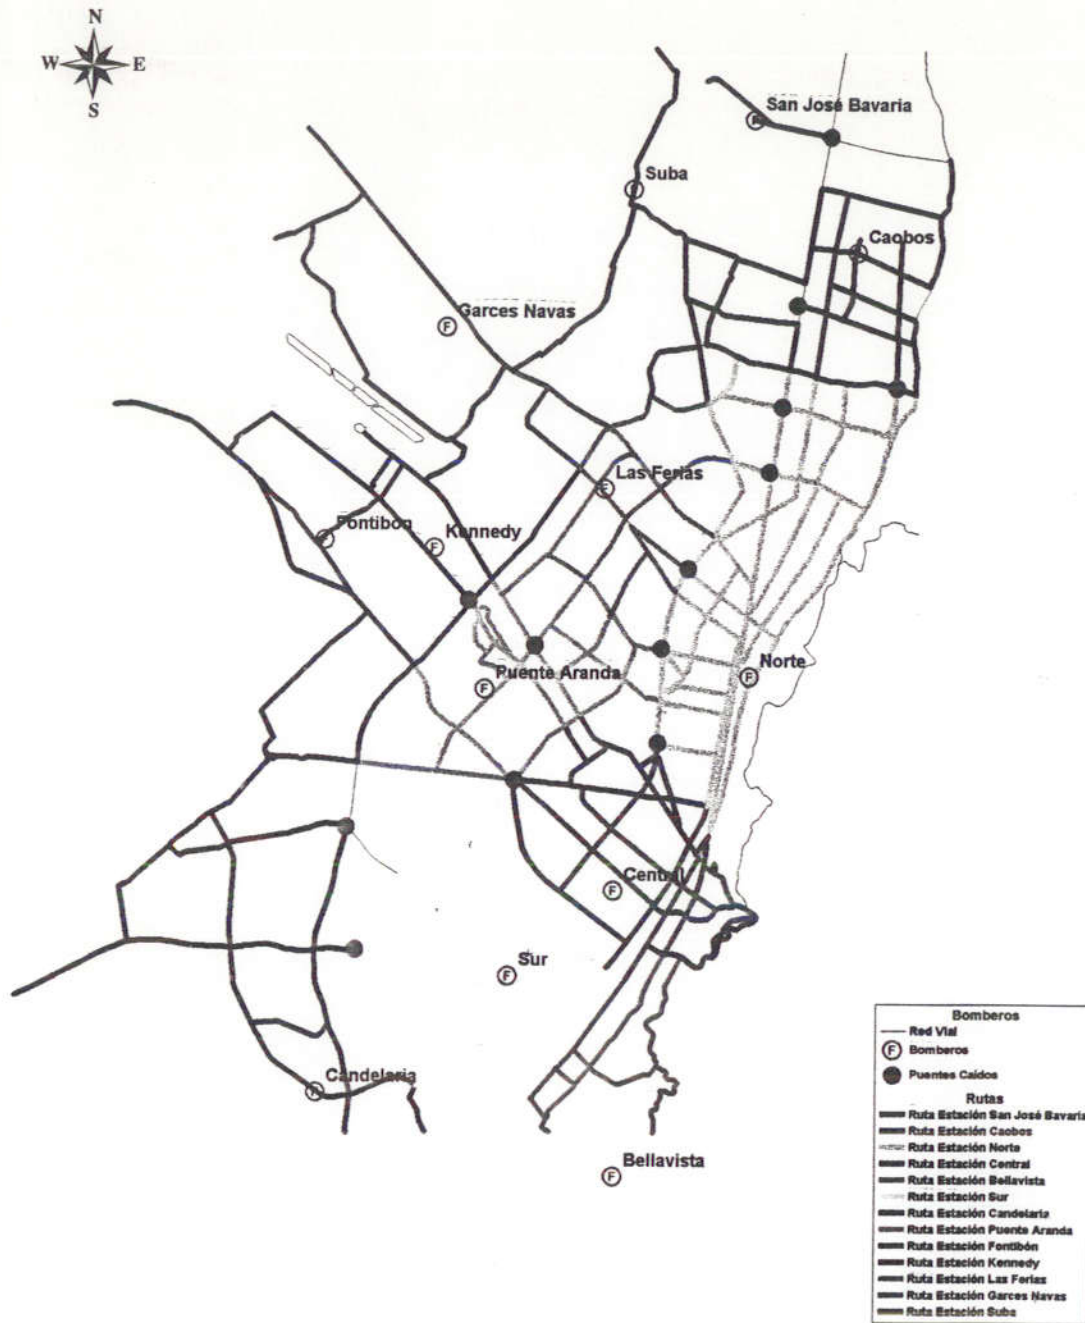 N
W E
S
San José Bavaria
Suba
Caobos
Garces Navas
Las Ferias
Fontibón
Kennedy
Puente Aranda
Norte
Central
Sur
Candelaria
Bellavista
Bomberos
Red Vial
F Bomberos
Puentes Caídos
Rutas
Ruta Estación San José Bavaria
Ruta Estación Caobos
Ruta Estación Norte
Ruta Estación Central
Ruta Estación Bellavista
Ruta Estación Sur
Ruta Estación Candelaria
Ruta Estación Puente Aranda
Ruta Estación Fontibón
Ruta Estación Kennedy
Ruta Estación Las Ferias
Ruta Estación Garces Navas
Ruta Estación Suba